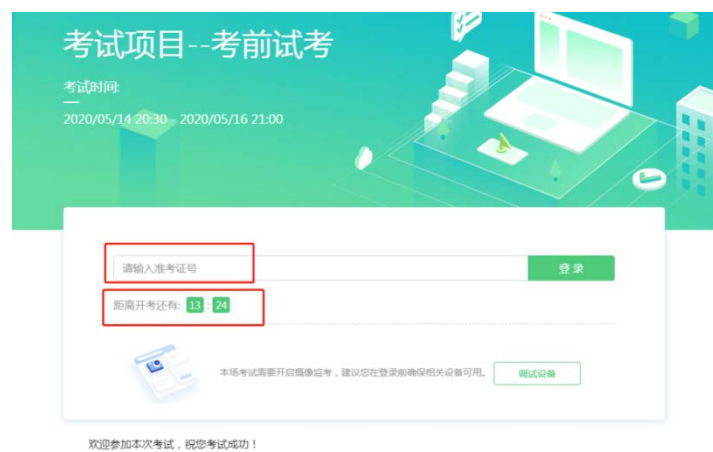 考试项目--考前试考
考试时间:
2020/05/14 20:30 - 2020/05/16 21:00
请输入准考证号
登 录
距离开考还有: 13 : 24
本场考试需要开启摄像监考，建议您在登录前确保相关设备可用。
调试设备
欢迎参加本次考试，祝您考试成功！